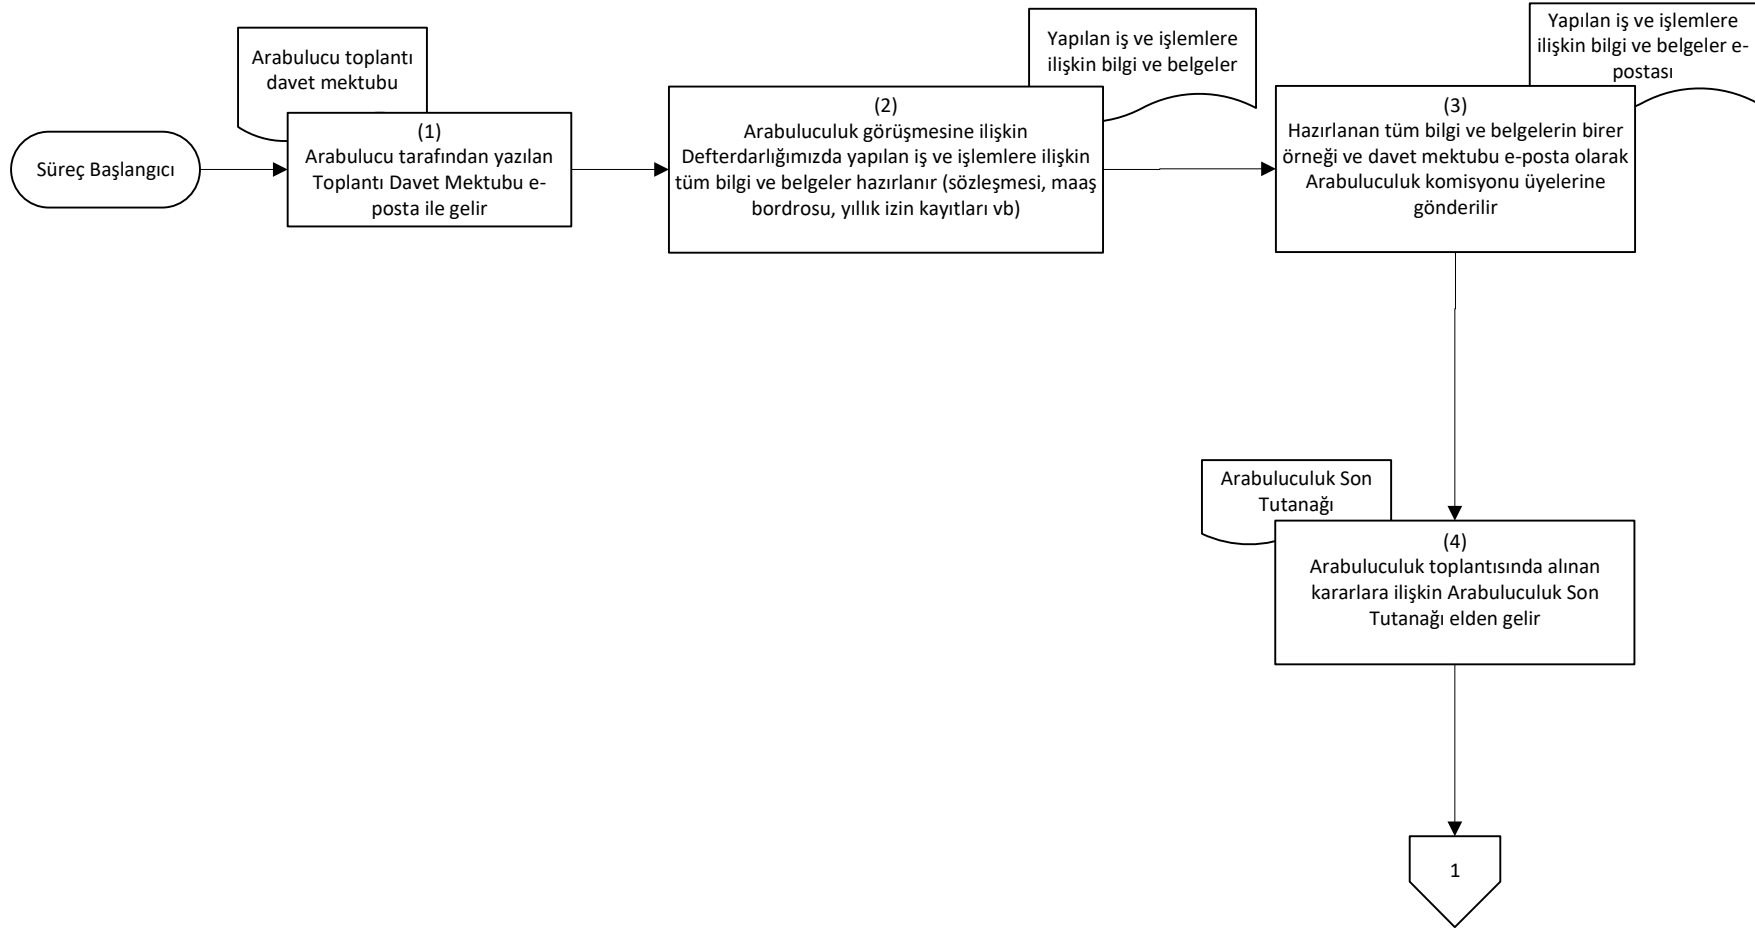 Süreç Başlangıcı
Arabulucu toplantı
davet mektubu
(1)
Arabulucu tarafından yazılan
Toplantı Davet Mektubu e-
posta ile gelir
Yapılan iş ve işlemlere
ilişkin bilgi ve belgeler
(2)
Arabuluculuk görüşmesine ilişkin
Defterdarlığımızda yapılan iş ve işlemlere ilişkin
tüm bilgi ve belgeler hazırlanır (sözleşmesi, maaş
bordrosu, yıllık izin kayıtları vb)
Yapılan iş ve işlemlere
ilişkin bilgi ve belgeler e-
postası
(3)
Hazırlanan tüm bilgi ve belgelerin birer
örneği ve davet mektubu e-posta olarak
Arabuluculuk komisyonu üyelerine
gönderilir
Arabuluculuk Son
Tutanağı
(4)
Arabuluculuk toplantısında alınan
kararlara ilişkin Arabuluculuk Son
Tutanağı elden gelir
1